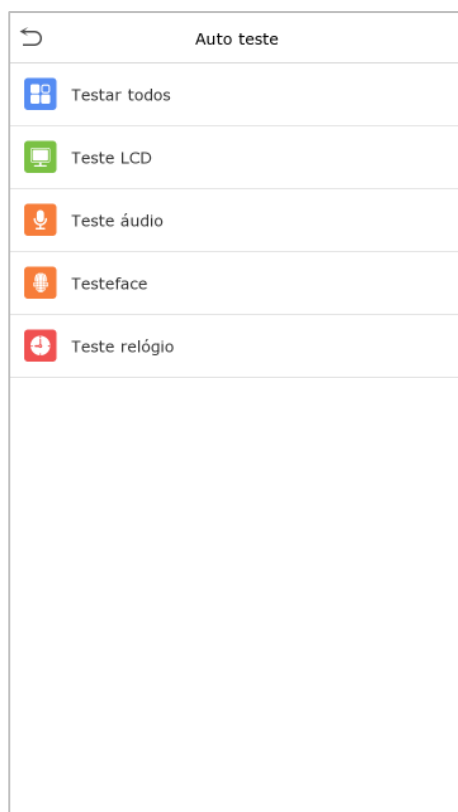 Auto teste
Testar todos
Teste LCD
Teste áudio
Testeface
Teste relógio